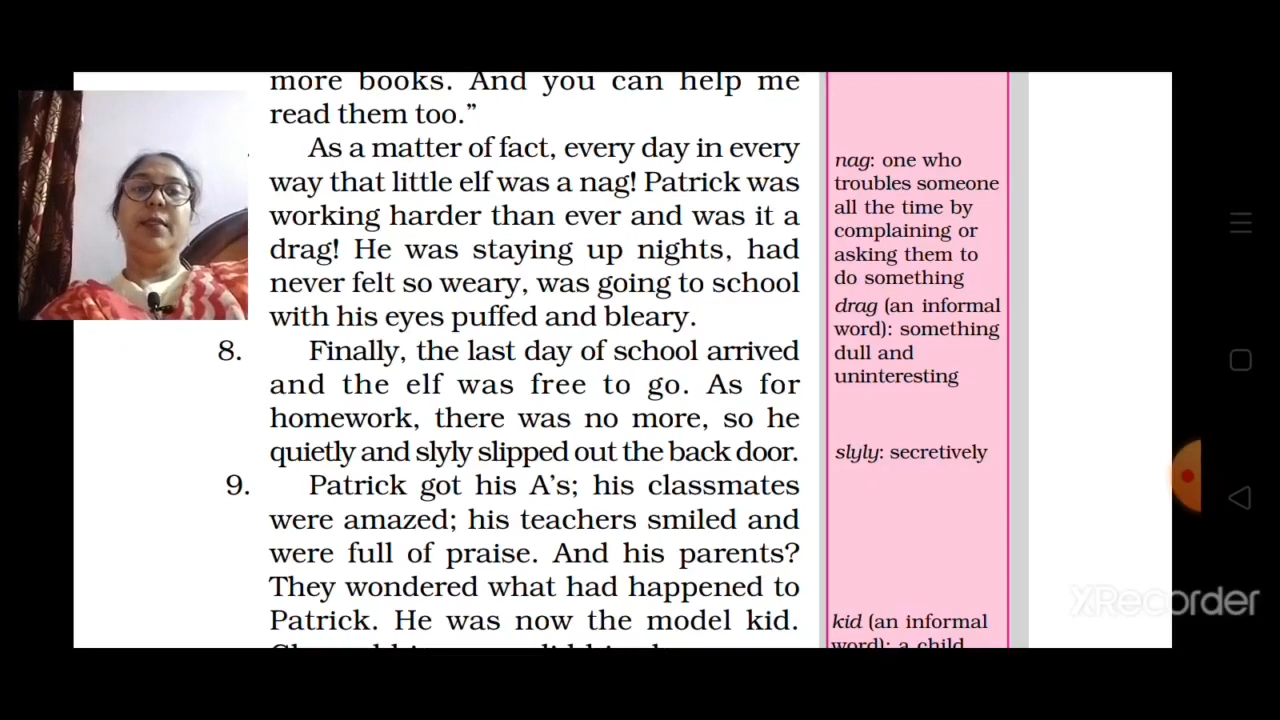 more books. And you can help me
read them too.”
As a matter of fact, every day in every
way that little elf was a nag! Patrick was
working harder than ever and was it a
drag! He was staying up nights, had
never felt so weary, was going to school
with his eyes puffed and bleary.
8. Finally, the last day of school arrived
and the elf was free to go. As for
homework, there was no more, so he
quietly and slyly slipped out the back door.
9. Patrick got his A’s; his classmates
were amazed; his teachers smiled and
were full of praise. And his parents?
They wondered what had happened to
Patrick. He was now the model kid.
nag: one who
troubles someone
all the time by
complaining or
asking them to
do something
drag (an informal
word): something
dull and
uninteresting
slyly: secretively
kid (an informal
word): a child
XRecorder